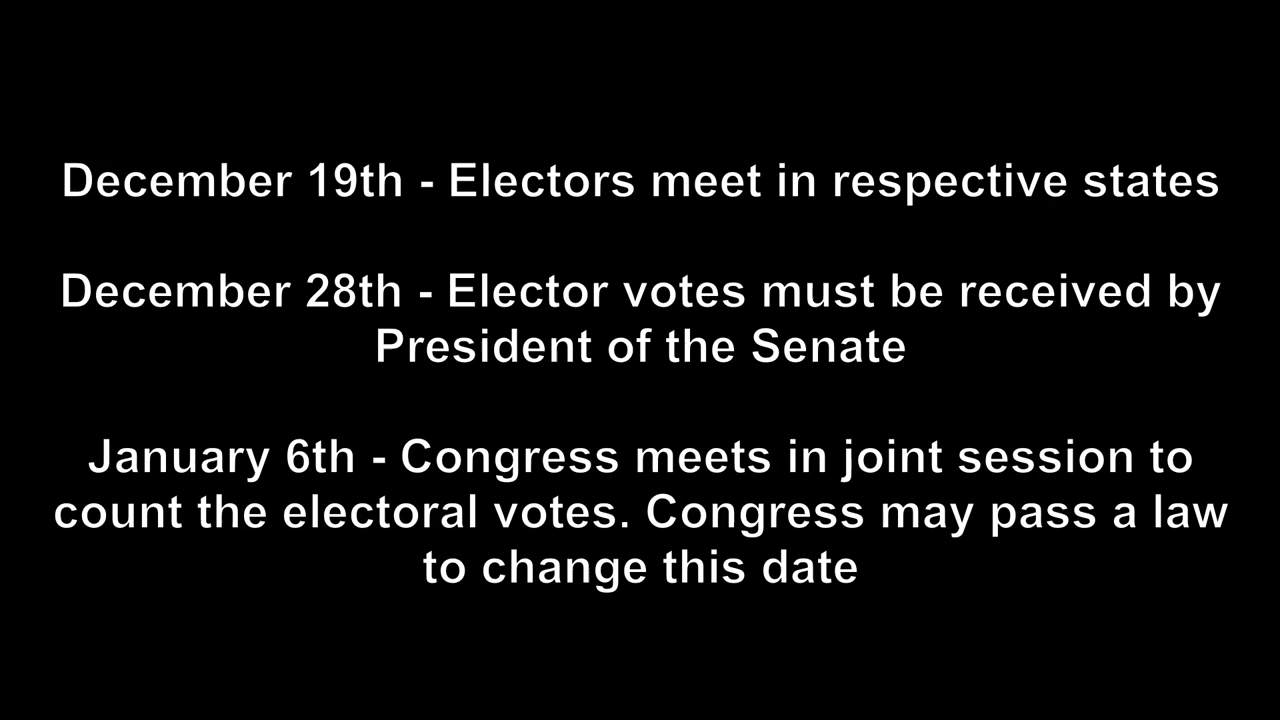 December 19th - Electors meet in respective states
December 28th - Elector votes must be received by
President of the Senate
January 6th - Congress meets in joint session to
count the electoral votes. Congress may pass a law
to change this date